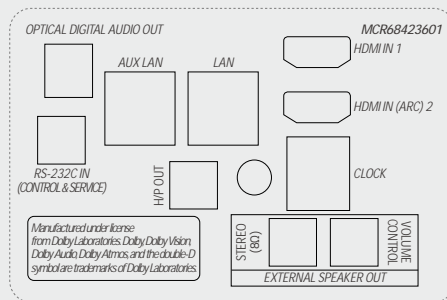 OPTICAL DIGITAL AUDIO OUT
MCR68423601
HDMI IN 1
AUX LAN
LAN
HDMI IN (ARC) 2
RS-232C IN
(CONTROL & SERVICE)
H/P OUT
CLOCK
Manufactured under license
from Dolby Laboratories. Dolby, Dolby Vision,
Dolby Audio, Dolby Atmos, and the double-D
symbol are trademarks of Dolby Laboratories.
STEREO
(8Ω)
VOLUME
CONTROL
EXTERNAL SPEAKER OUT